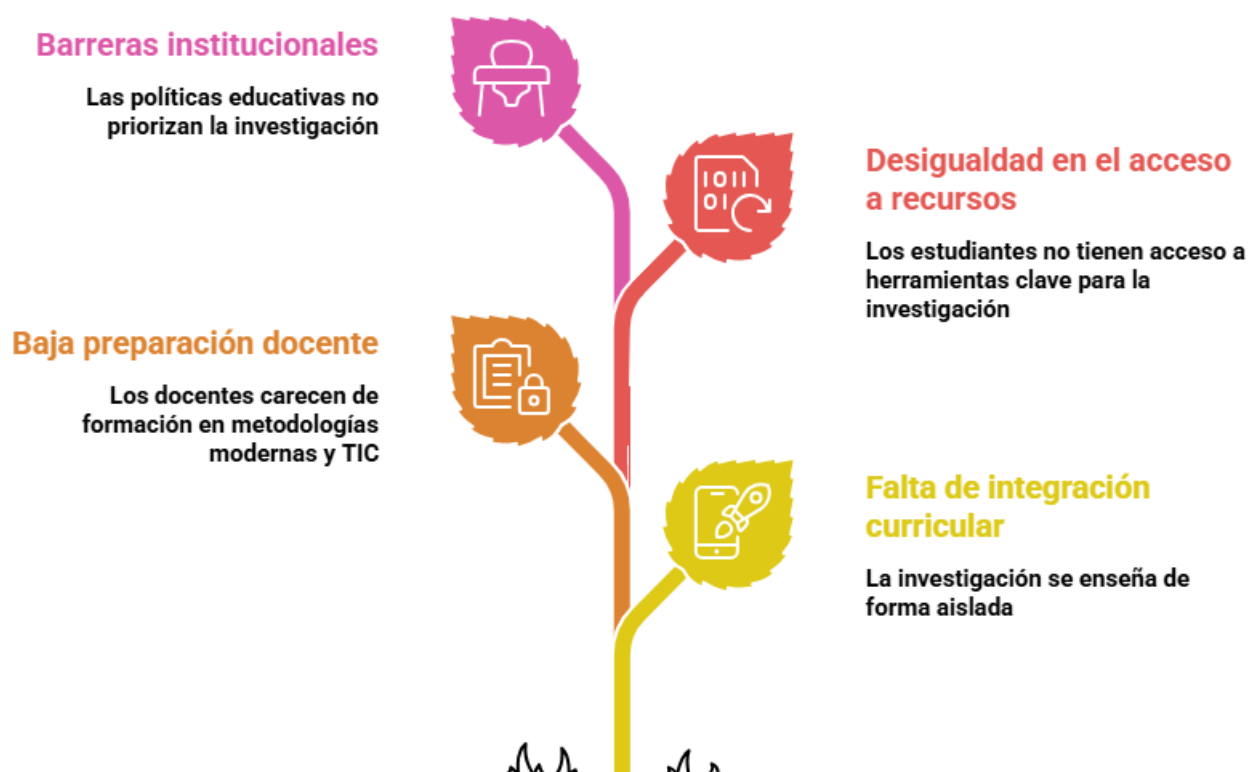 Barreras institucionales
Las políticas educativas no
priorizan la investigación
Desigualdad en el acceso
a recursos
Los estudiantes no tienen acceso a
herramientas clave para la
investigación
Baja preparación docente
Los docentes carecen de
formación en metodologías
modernas y TIC
Falta de integración
curricular
La investigación se enseña de
forma aislada
1011
01